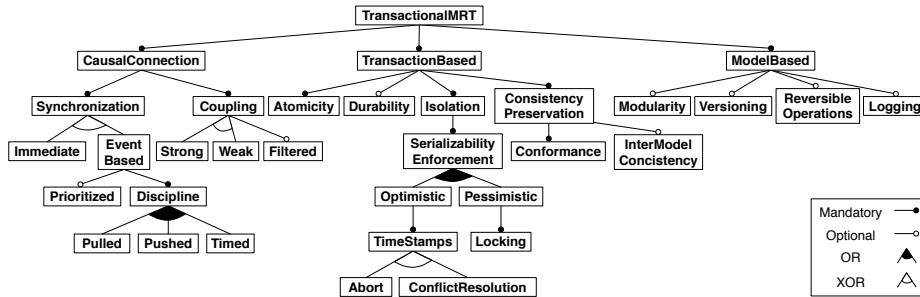 TransactionalMRT
CausalConnection
TransactionBased
ModelBased
Synchronization
Coupling
Atomicity
Durability
Isolation
Consistency
Preservation
Modularity
Versioning
Reversible
Operations
Logging
Immediate
Event
Based
Strong
Weak
Filtered
Serializability
Enforcement
Conformance
InterModel
Concistency
Prioritized
Discipline
Optimistic
Pessimistic
Pulled
Pushed
Timed
TimeStamps
Locking
Abort
ConflictResolution
Mandatory
Optional
OR
XOR